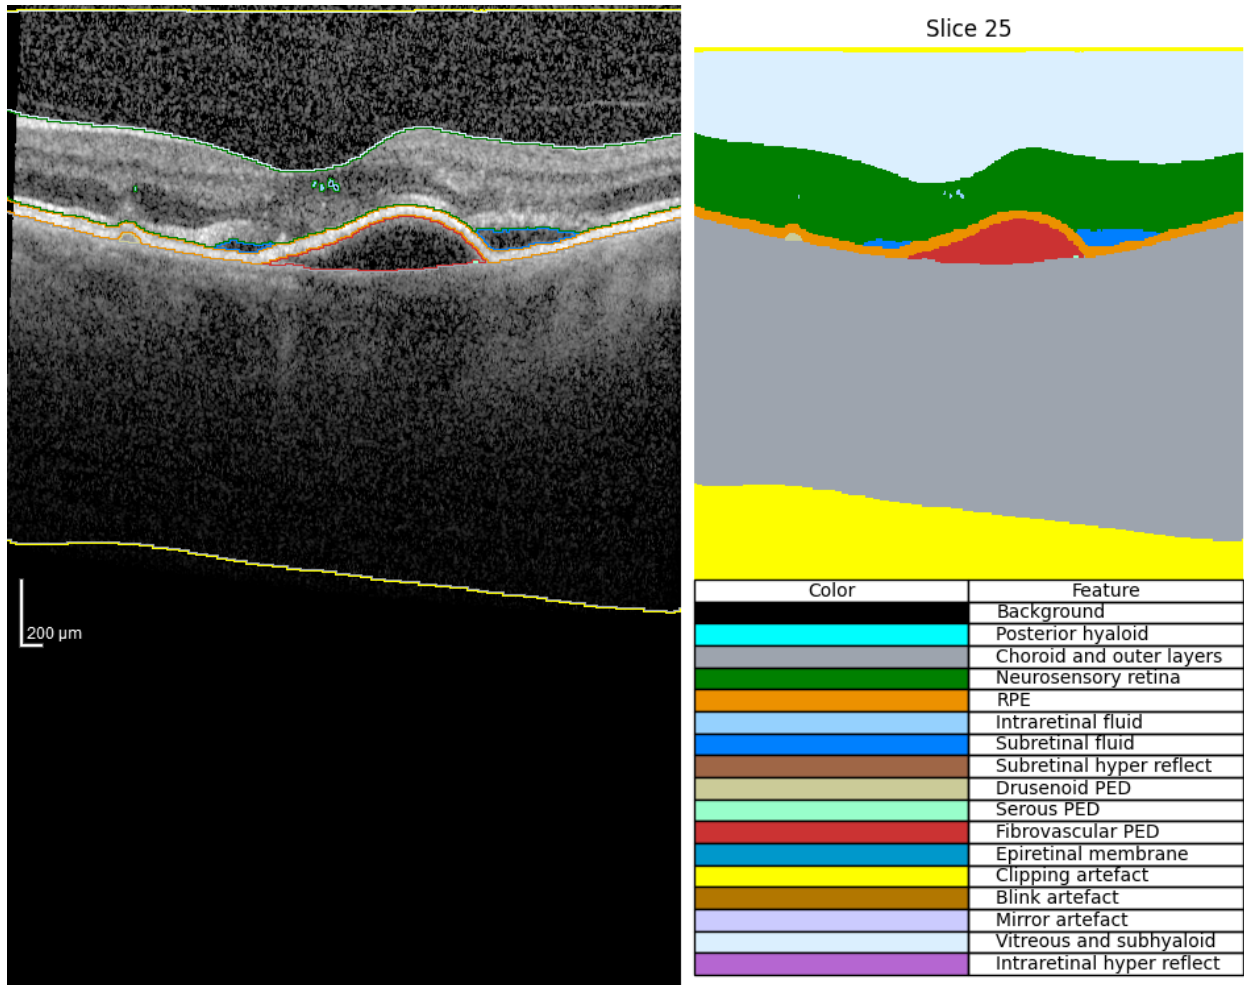 Slice 25
200 µm
Color Feature
Background
Posterior hyaloid
Choroid and outer layers
Neurosensory retina
RPE
Intraretinal fluid
Subretinal fluid
Subretinal hyper reflect
Drusenoid PED
Serous PED
Fibrovascular PED
Epiretinal membrane
Clipping artefact
Blink artefact
Mirror artefact
Vitreous and subhyaloid
Intraretinal hyper reflect